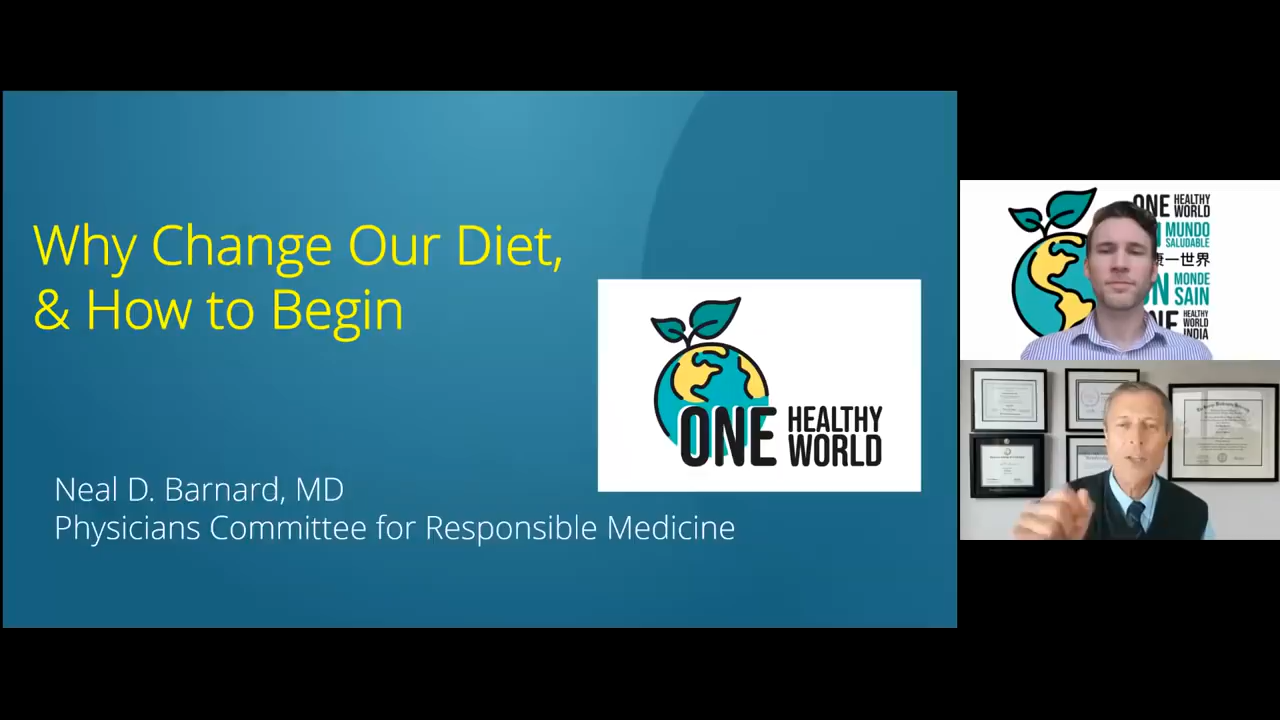 Why Change Our Diet,
& How to Begin
ONE HEALTHY
WORLD
Neal D. Barnard, MD
Physicians Committee for Responsible Medicine
ONE HEALTHY
WORLD
MUNDO
SALUDABLE
康一世界
MONDE
SAIN
HEALTHY
WORLD
INDIA